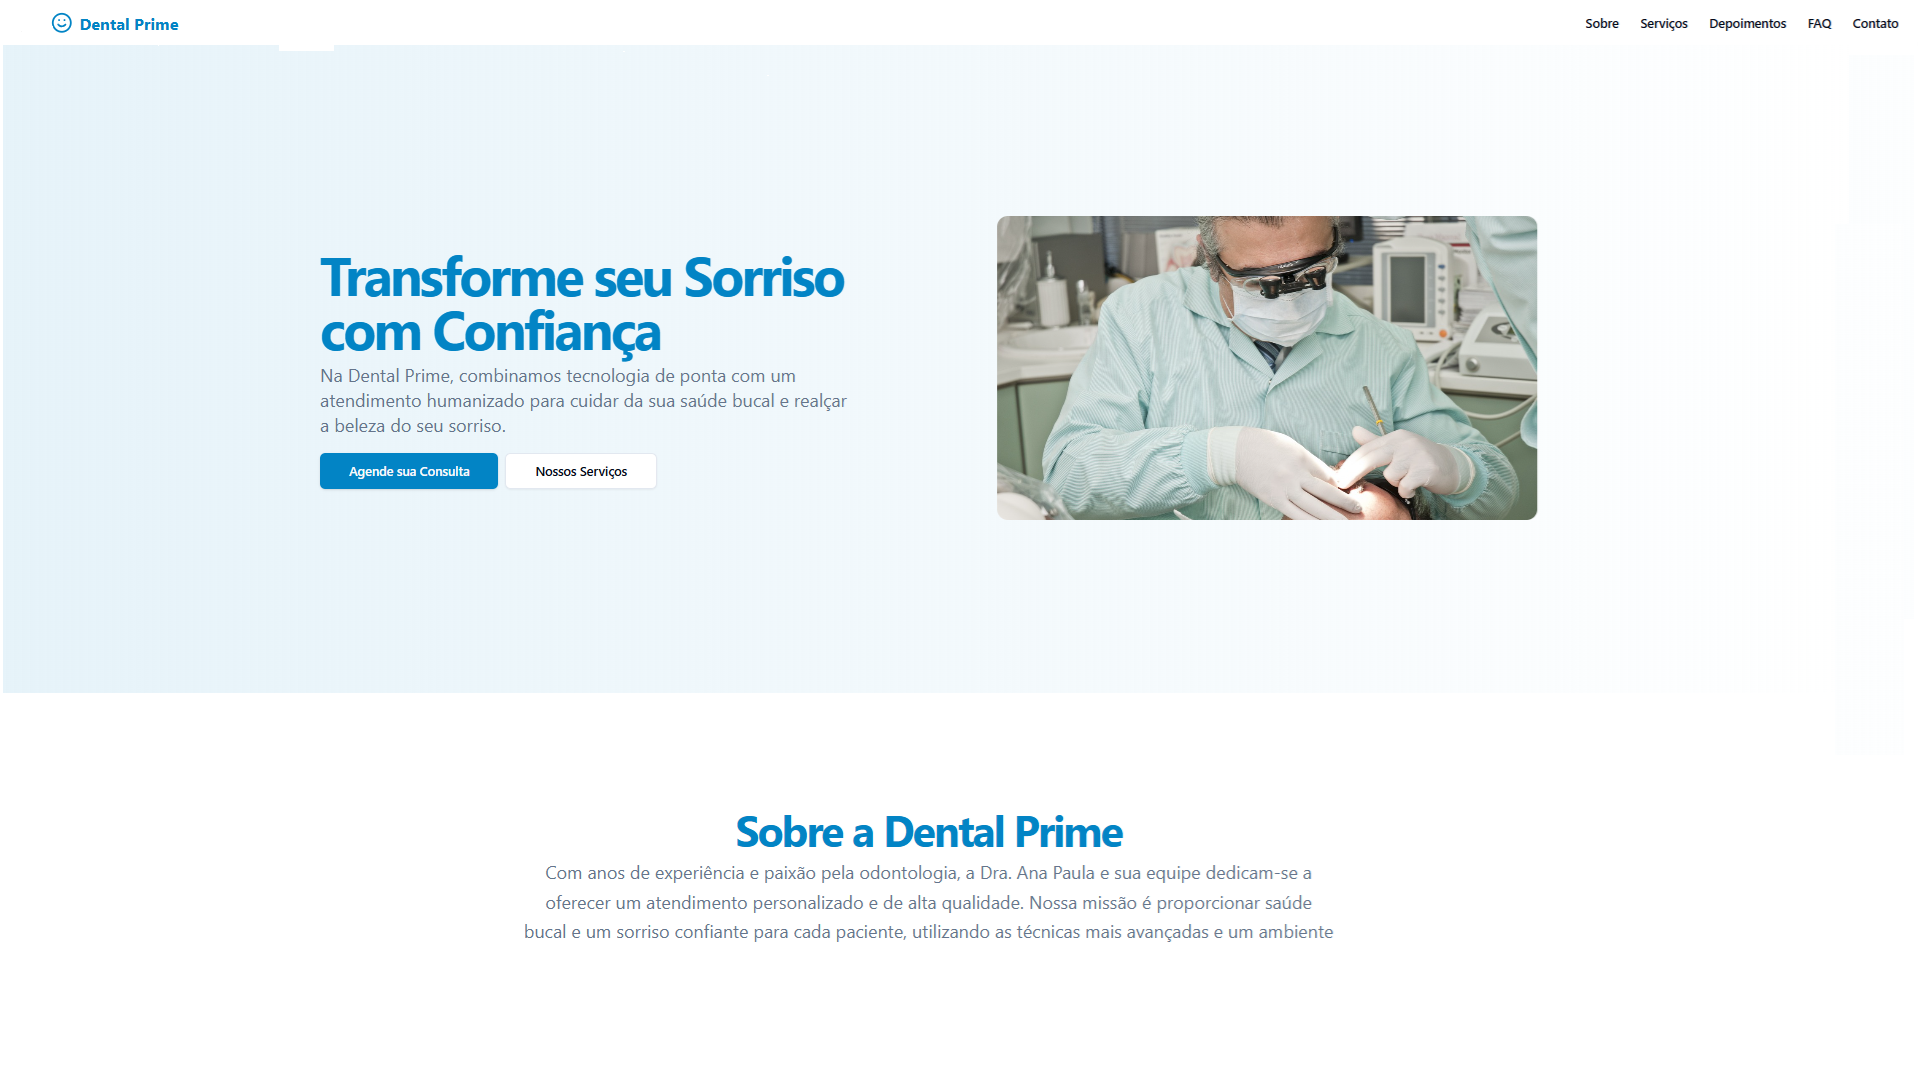 Dental Prime
Sobre Serviços Depoimentos FAQ Contato
Transforme seu Sorriso
com Confiança
Na Dental Prime, combinamos tecnologia de ponta com um
atendimento humanizado para cuidar da sua saúde bucal e realçar
a beleza do seu sorriso.
Agende sua Consulta Nossos Serviços
Sobre a Dental Prime
Com anos de experiência e paixão pela odontologia, a Dra. Ana Paula e sua equipe dedicam-se a
oferecer um atendimento personalizado e de alta qualidade. Nossa missão é proporcionar saúde
bucal e um sorriso confiante para cada paciente, utilizando as técnicas mais avançadas e um ambiente